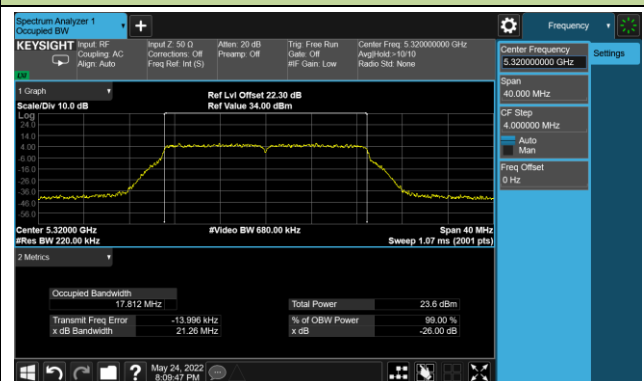 Spectrum Analyzer 1
Occupied BW
+
Frequency
KEYSIGHT
Input: RF
Coupling: AC
Align: Auto
Input Z: 50 Ω
Corrections: Off
Freq Ref: Int (S)
Atten: 20 dB
Preamp: Off
Trig: Free Run
Gate: Off
#IF Gain: Low
Center Freq: 5.320000000 GHz
Avg|Hold:>10/10
Radio Std: None
Center Frequency
5.320000000 GHz
Settings
Span
40.000 MHz
CF Step
4.000000 MHz
Auto
Man
Freq Offset
0 Hz
1 Graph
Scale/Div 10.0 dB
Ref Lvl Offset 22.30 dB
Ref Value 34.00 dBm
Log
24.0
14.0
4.00
-6.00
-16.0
-26.0
-36.0
-46.0
-56.0
Center 5.32000 GHz
#Res BW 220.00 kHz
#Video BW 680.00 kHz
Span 40 MHz
Sweep 1.07 ms (2001 pts)
2 Metrics
Occupied Bandwidth
17.812 MHz
Total Power 23.6 dBm
Transmit Freq Error -13.996 kHz
% of OBW Power 99.00 %
x dB Bandwidth 21.26 MHz
x dB -26.00 dB
?
May 24, 2022
8:09:47 PM